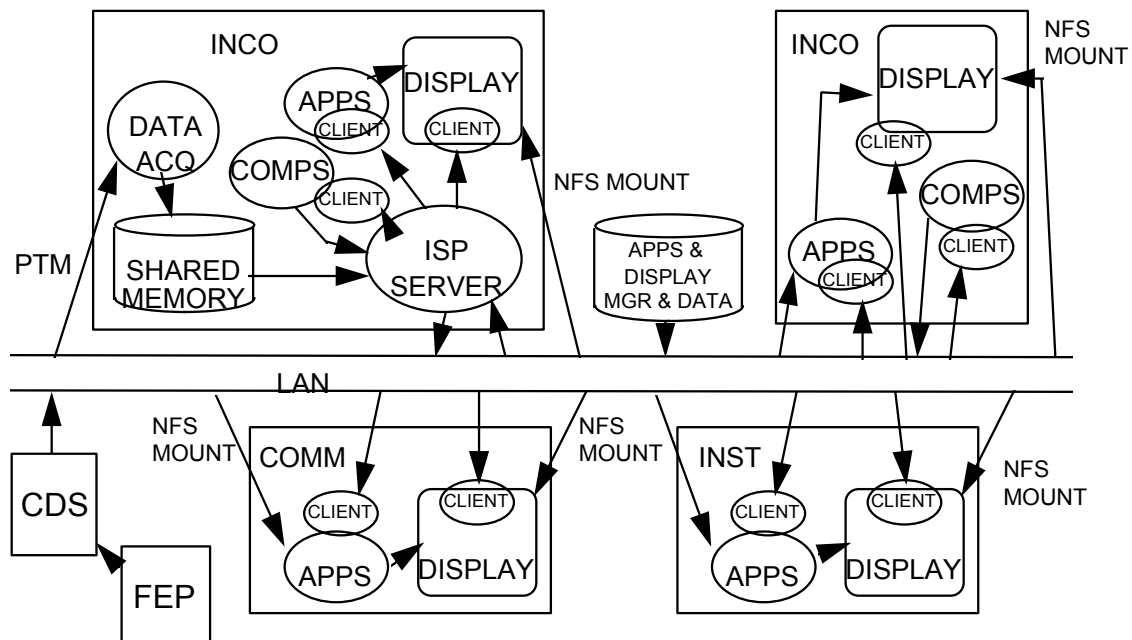 INCO
DATA
ACQ
APPS
CLIENT
DISPLAY
CLIENT
COMPS
CLIENT
PTM
SHARED
MEMORY
ISP
SERVER
NFS MOUNT
APPS &
DISPLAY
MGR & DATA
INCO
DISPLAY
NFS
MOUNT
CLIENT
COMPS
CLIENT
APPS
CLIENT
LAN
NFS
MOUNT
COMM
CLIENT
APPS
CLIENT
DISPLAY
NFS
MOUNT
INST
CLIENT
APPS
CLIENT
DISPLAY
NFS
MOUNT
CDS
FEP